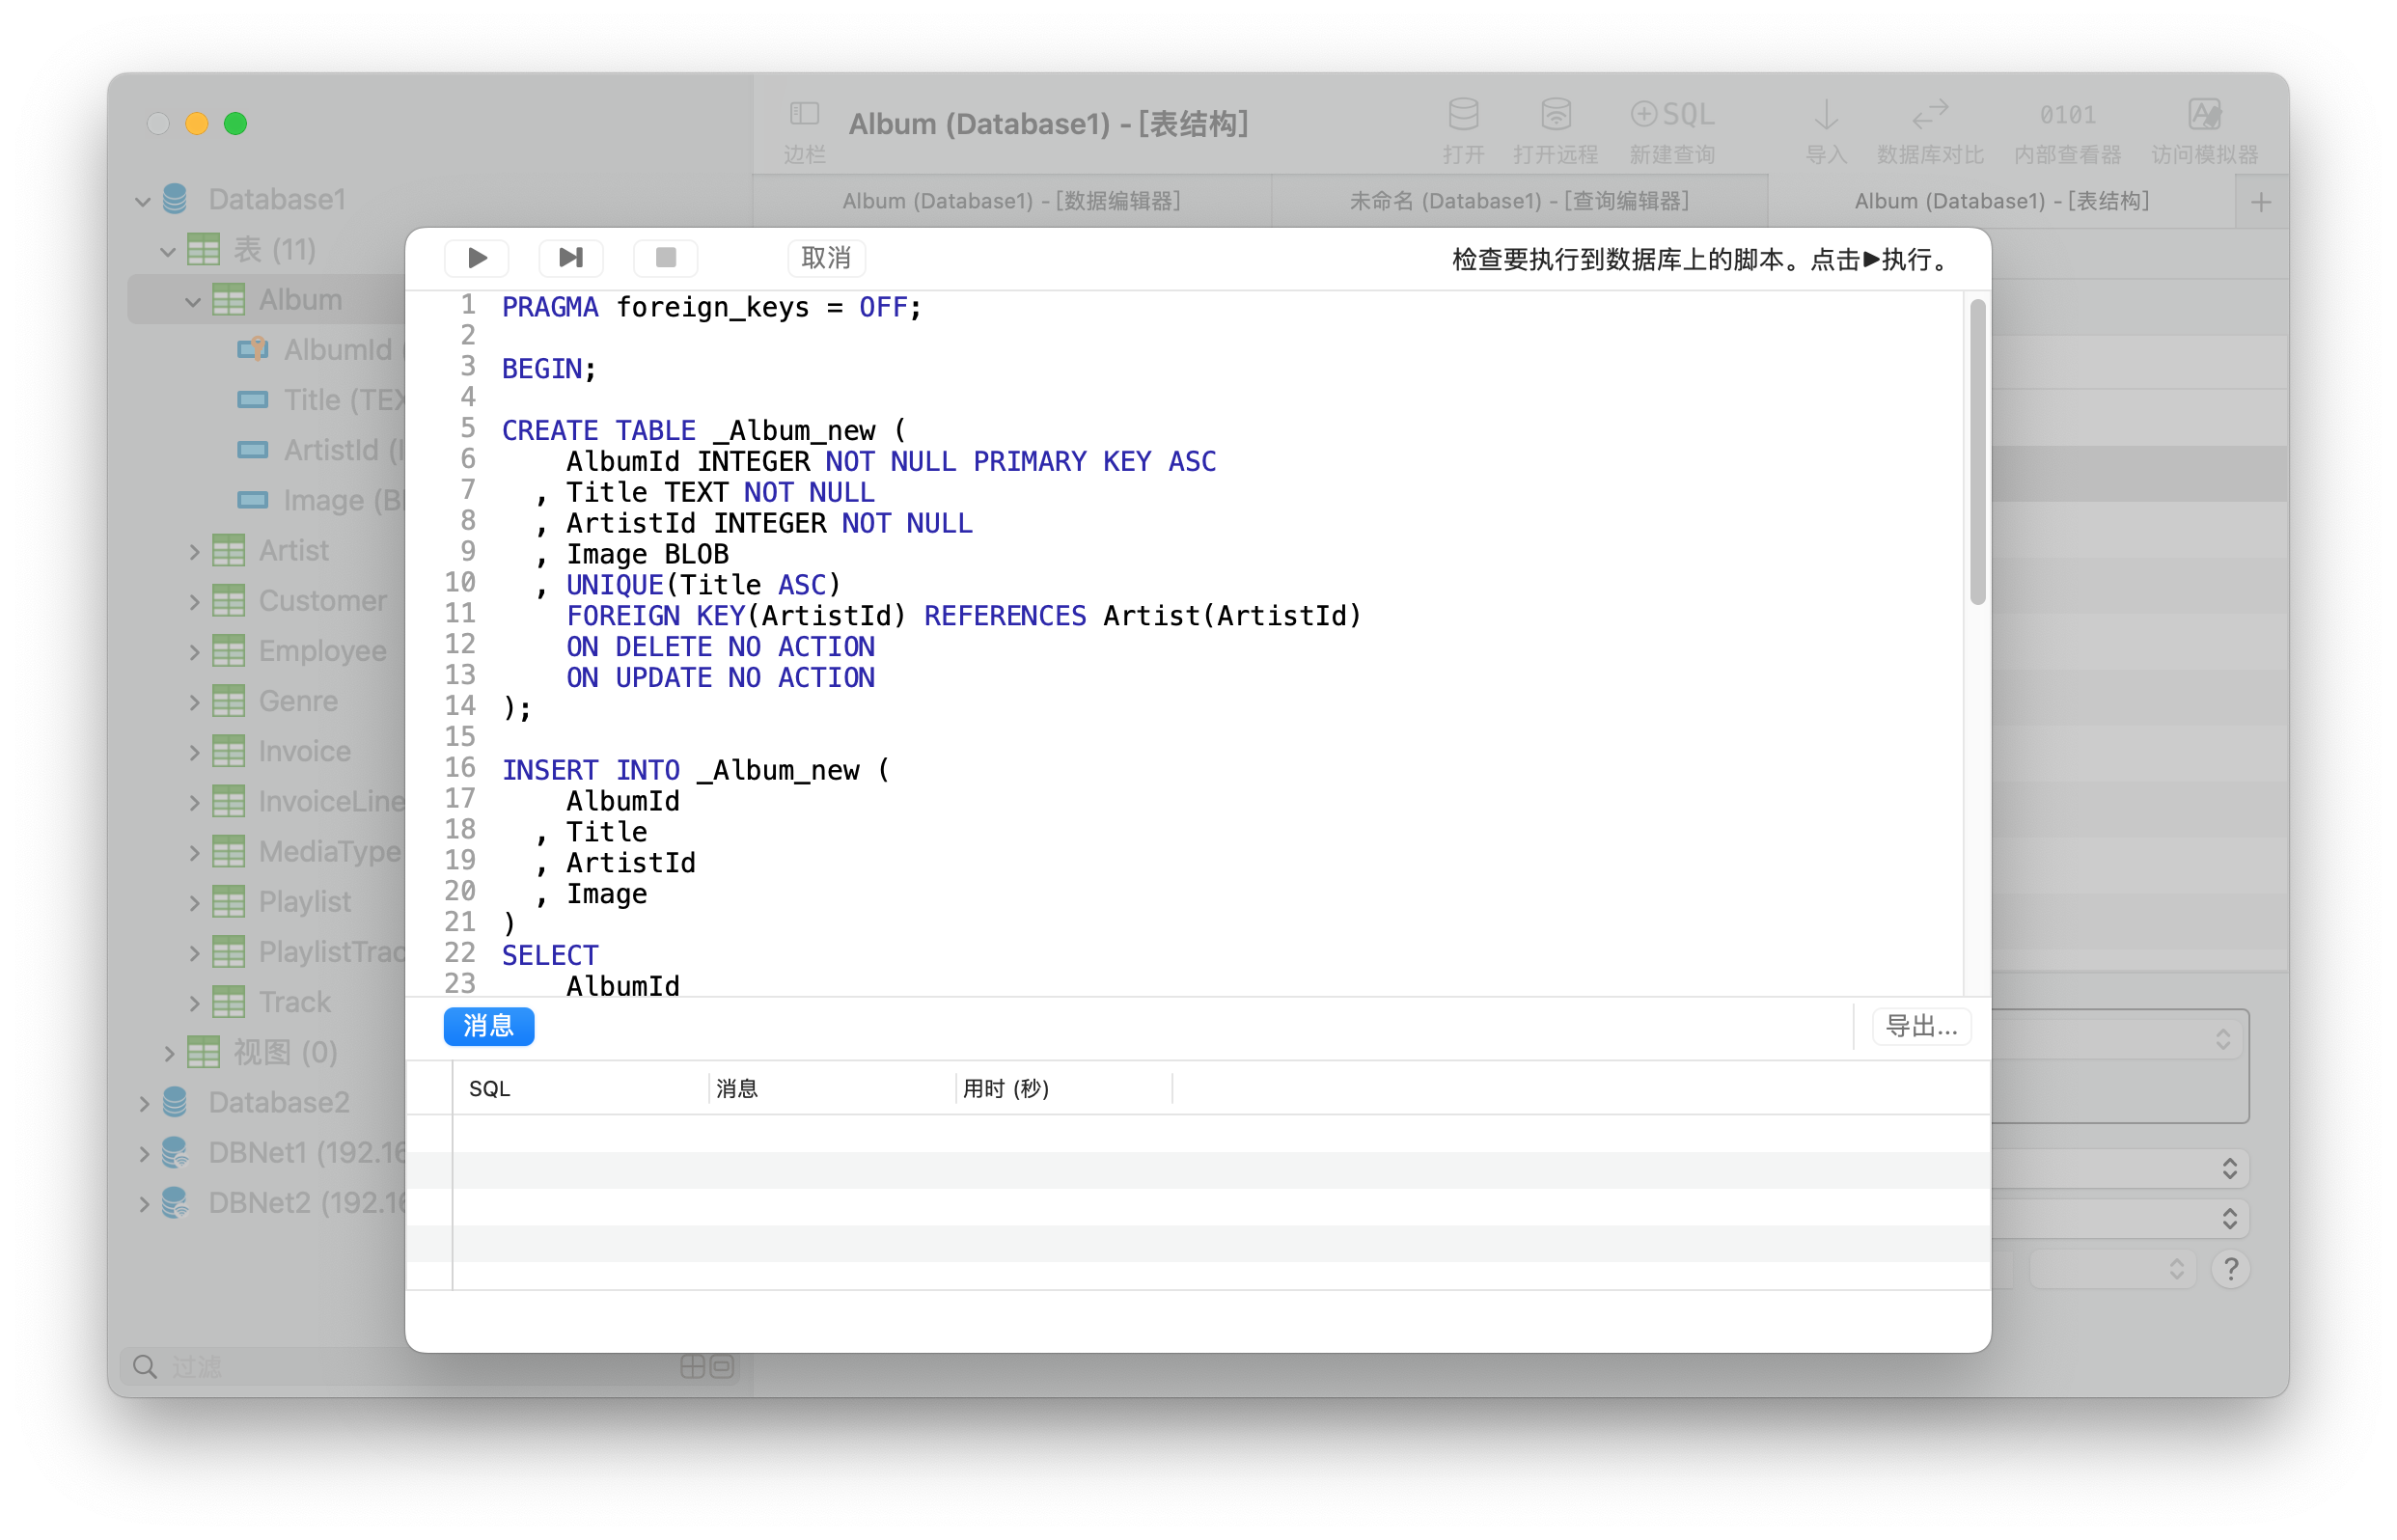 边栏
Album (Database1) - [表结构]
打开
打开远程
SQL
新建查询
导入
数据库对比
0101
内部查看器
访问模拟器
Album (Database1) - [数据编辑器]
未命名 (Database1) - [查询编辑器]
Album (Database1) - [表结构]
Database1
表 (11)
Album
AlbumId
Title (TEX
ArtistId (I
Image (B
Artist
Customer
Employee
Genre
Invoice
InvoiceLine
MediaType
Playlist
PlaylistTrac
Track
视图 (0)
Database2
DBNet1 (192.16
DBNet2 (192.16
过滤
取消
检查要执行到数据库上的脚本。点击▶执行。
1 PRAGMA foreign_keys = OFF;
2
3 BEGIN;
4
5 CREATE TABLE _Album_new (
6 AlbumId INTEGER NOT NULL PRIMARY KEY ASC
7 , Title TEXT NOT NULL
8 , ArtistId INTEGER NOT NULL
9 , Image BLOB
10 , UNIQUE(Title ASC)
11 FOREIGN KEY(ArtistId) REFERENCES Artist(ArtistId)
12 ON DELETE NO ACTION
13 ON UPDATE NO ACTION
14 );
15
16 INSERT INTO _Album_new (
17 AlbumId
18 , Title
19 , ArtistId
20 , Image
21 )
22 SELECT
23 AlbumId
消息
导出...
SQL 消息 用时 (秒)
?